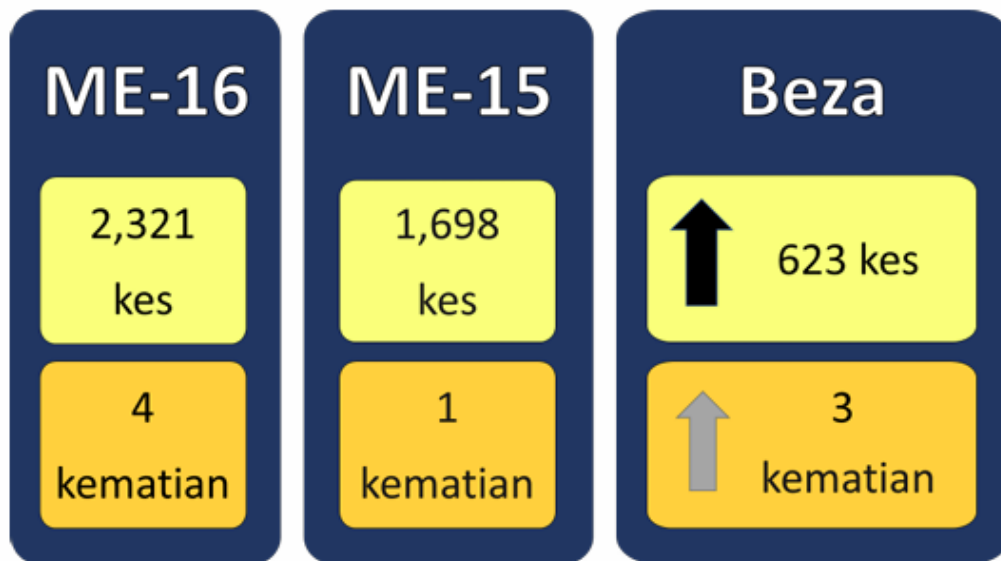 ME-16
2,321
kes
4
kematian
ME-15
1,698
kes
1
kematian
Beza
623 kes
3
kematian